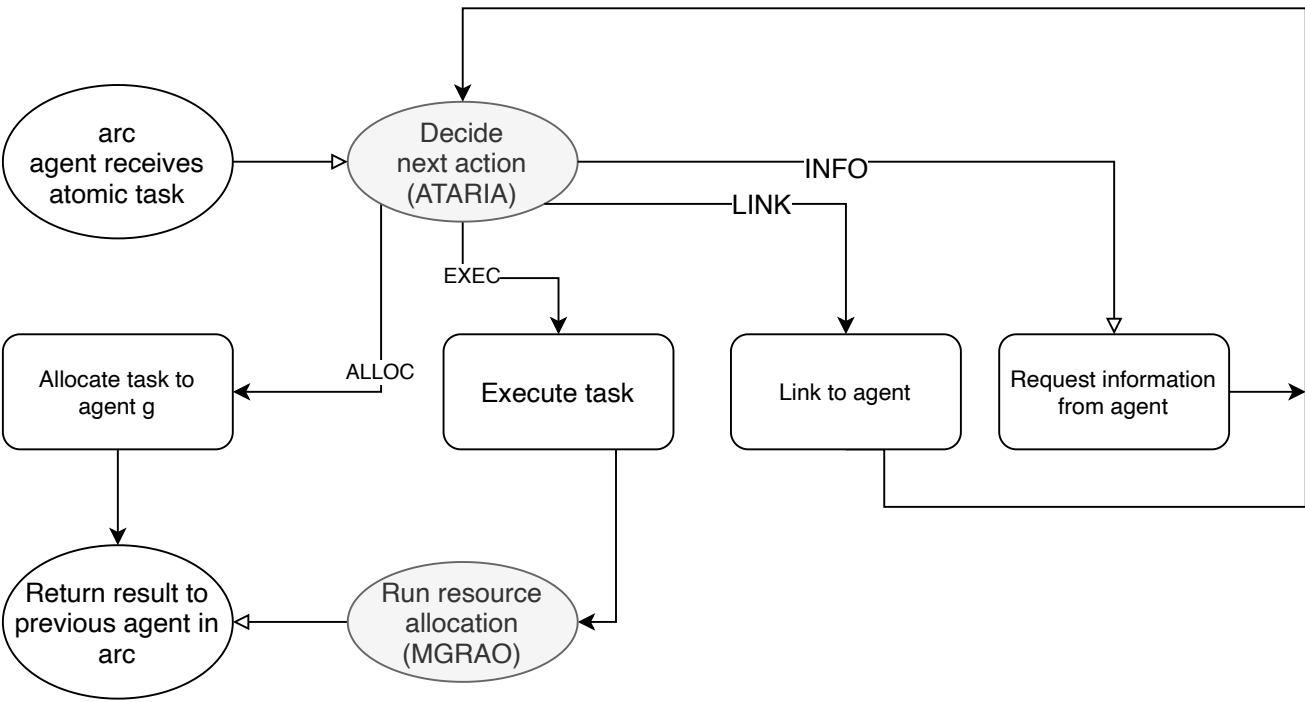 arc
agent receives
atomic task
Decide
next action
(ATARIA)
INFO
LINK
EXEC
ALLOC
Allocate task to
agent g
Execute task
Link to agent
Request information
from agent
Return result to
previous agent in
arc
Run resource
allocation
(MGRAO)